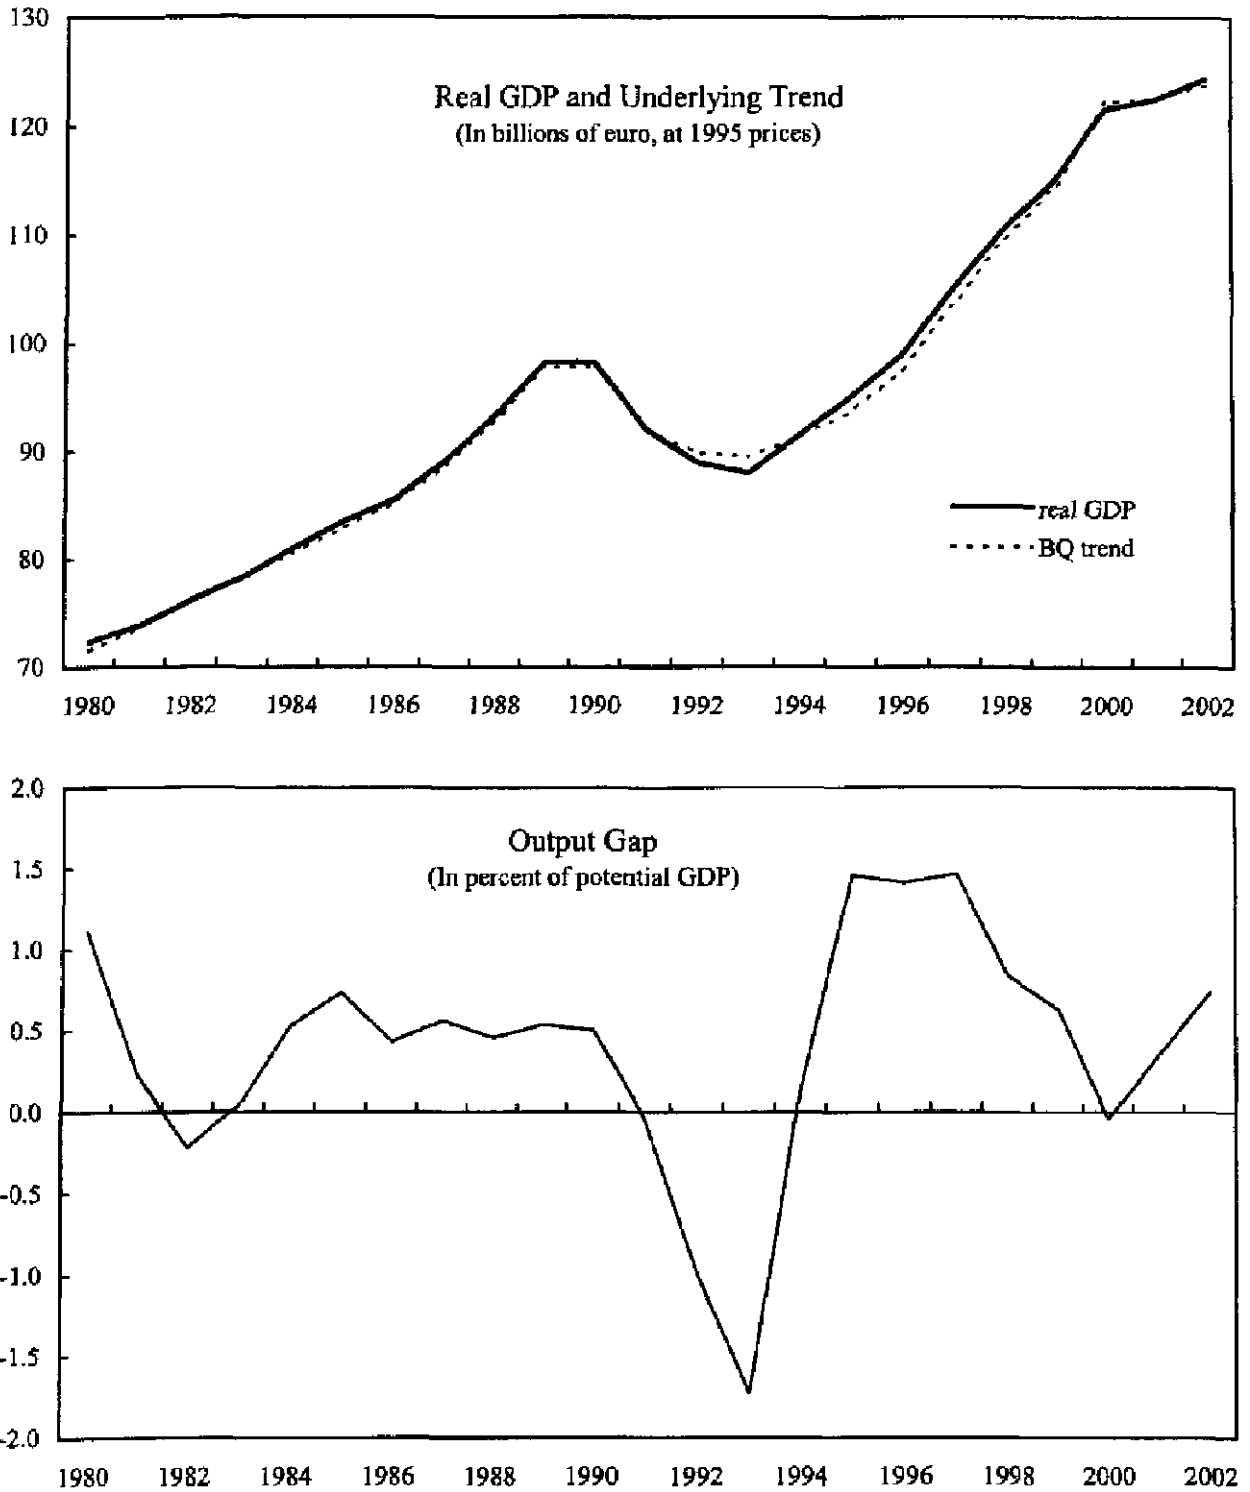 130
Real GDP and Underlying Trend
(In billions of euro, at 1995 prices)
120
110
100
90
real GDP
80
BQ trend
70
1980 1982 1984 1986 1988 1990 1992 1994 1996 1998 2000 2002
2.0
Output Gap
(In percent of potential GDP)
1.5
1.0
0.5
0.0
-0.5
-1.0
-1.5
-2.0
1980 1982 1984 1986 1988 1990 1992 1994 1996 1998 2000 2002